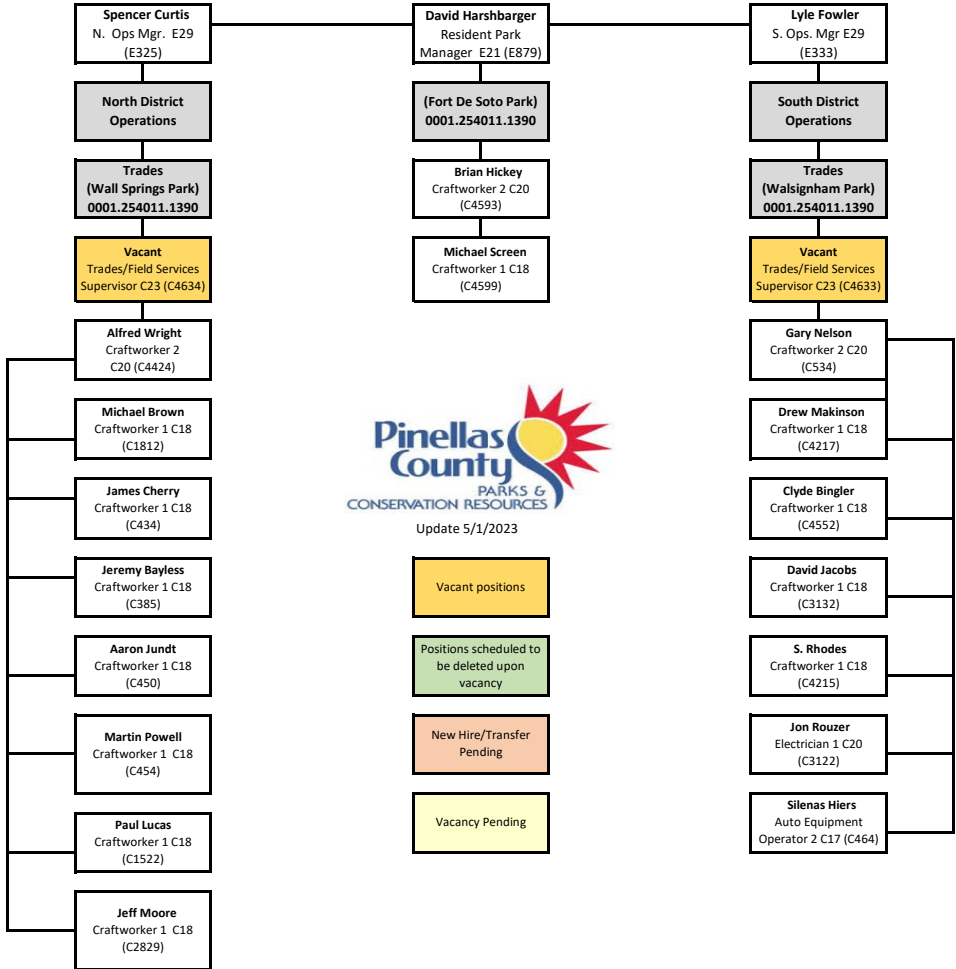 Spencer Curtis
N. Ops Mgr. E29
(E325)
David Harshbarger
Resident Park
Manager E21 (E879)
Lyle Fowler
S. Ops. Mgr E29
(E333)
North District
Operations
(Fort De Soto Park)
0001.254011.1390
South District
Operations
Trades
(Wall Springs Park)
0001.254011.1390
Brian Hickey
Craftworker 2 C20
(C4593)
Trades
(Walsignham Park)
0001.254011.1390
Vacant
Trades/Field Services
Supervisor C23 (C4634)
Michael Screen
Craftworker 1 C18
(C4599)
Vacant
Trades/Field Services
Supervisor C23 (C4633)
Alfred Wright
Craftworker 2
C20 (C4424)
Gary Nelson
Craftworker 2 C20
(C534)
Michael Brown
Craftworker 1 C18
(C1812)
Drew Makinson
Craftworker 1 C18
(C4217)
Pinellas
County
PARKS &
CONSERVATION RESOURCES
Update 5/1/2023
James Cherry
Craftworker 1 C18
(C434)
Clyde Bingler
Craftworker 1 C18
(C4552)
Jeremy Bayless
Craftworker 1 C18
(C385)
Vacant positions
David Jacobs
Craftworker 1 C18
(C3132)
Aaron Jundt
Craftworker 1 C18
(C450)
Positions scheduled to
be deleted upon
vacancy
S. Rhodes
Craftworker 1 C18
(C4215)
Martin Powell
Craftworker 1 C18
(C454)
New Hire/Transfer
Pending
Jon Rouzer
Electrician 1 C20
(C3122)
Paul Lucas
Craftworker 1 C18
(C1522)
Vacancy Pending
Silenas Hiers
Auto Equipment
Operator 2 C17 (C464)
Jeff Moore
Craftworker 1 C18
(C2829)